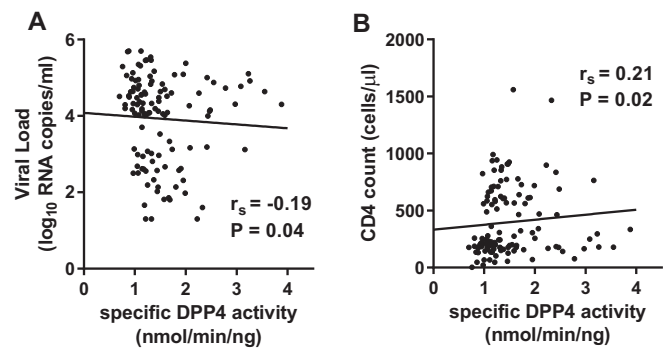 A
Viral Load
(log10 RNA copies/ml)
6
4
2
0
rs = -0.19
P = 0.04
0 1 2 3 4
specific DPP4 activity
(nmol/min/ng)
B
CD4 count (cells/μl)
2000
1500
1000
500
0
rs = 0.21
P = 0.02
0 1 2 3 4
specific DPP4 activity
(nmol/min/ng)